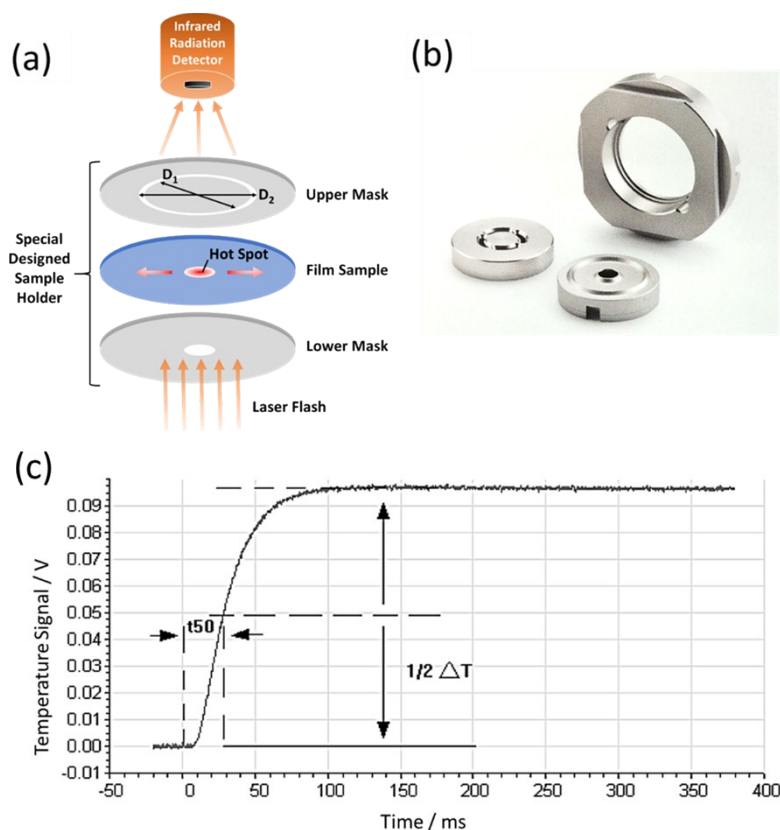 (a)
Infrared
Radiation
Detector
D1
D2
Upper Mask
Special
Designed
Sample
Holder
Hot Spot
Film Sample
Lower Mask
Laser Flash
(b)
(c)
Temperature Signal / V
0.09
0.08
0.07
0.06
0.05
0.04
0.03
0.02
0.01
0.00
-0.01
t50
1/2 △T
-50 0 50 100 150 200 250 300 350 400
Time / ms